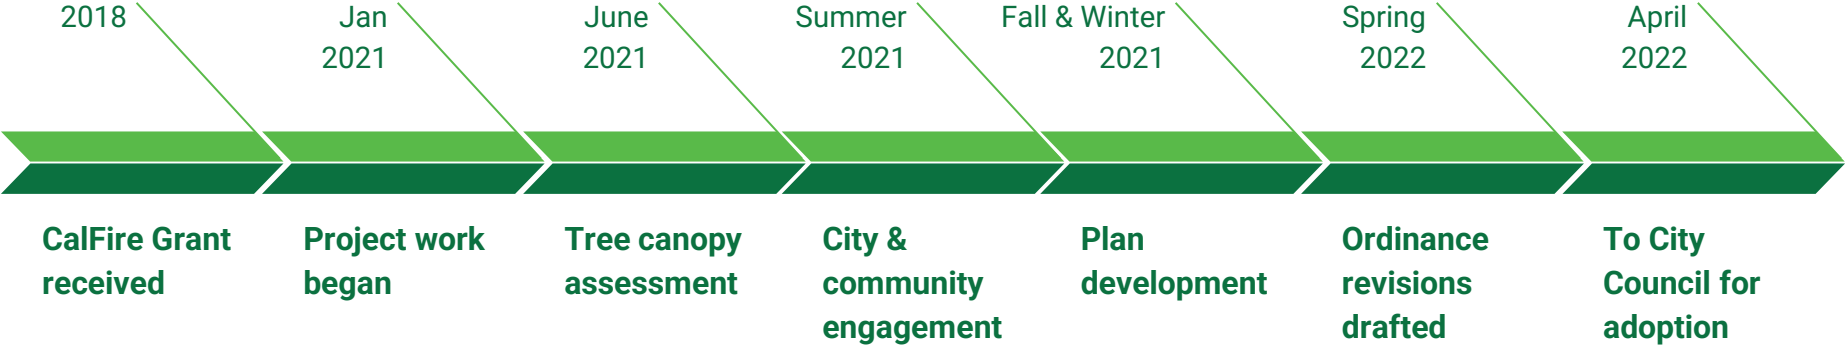 2018
Jan
2021
June
2021
Summer
2021
Fall & Winter
2021
Spring
2022
April
2022
CalFire Grant
received
Project work
began
Tree canopy
assessment
City &
community
engagement
Plan
development
Ordinance
revisions
drafted
To City
Council for
adoption